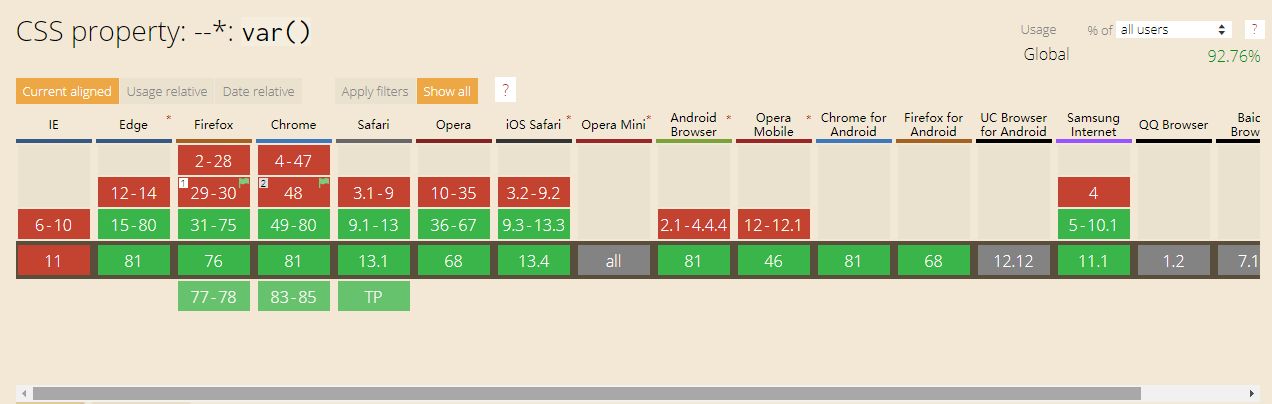 CSS property: --*: var()
Usage % of all users ?
Global 92.76%
Current aligned Usage relative Date relative Apply filters Show all ?
IE Edge * Firefox Chrome Safari Opera iOS Safari * Opera Mini * Android Browser * Opera Mobile * Chrome for Android Firefox for Android UC Browser for Android Samsung Internet QQ Browser Baid Brow
2-28 4-47
12-14 1 29-30 2 48 3.1-9 10-35 3.2-9.2 4
6-10 15-80 31-75 49-80 9.1-13 36-67 9.3-13.3 2.1-4.4.4 12-12.1 5-10.1
11 81 76 81 13.1 68 13.4 all 81 46 81 68 12.12 11.1 1.2 7.1
77-78 83-85 TP